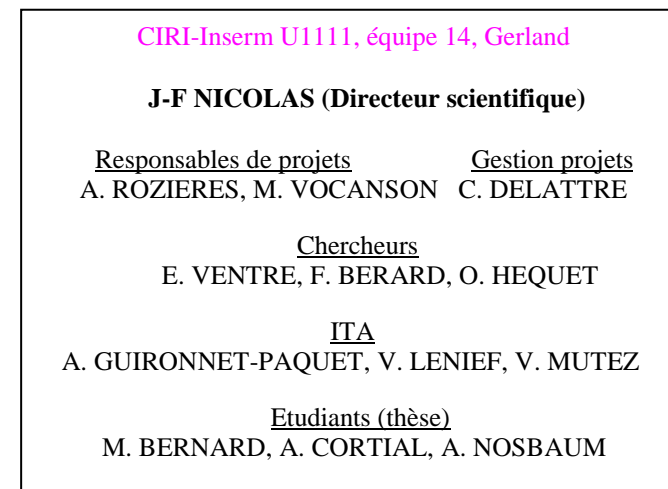 CIRI-Inserm U1111, équipe 14, Gerland
J-F NICOLAS (Directeur scientifique)
Responsables de projets Gestion projets
A. ROZIERES, M. VOCANSON C. DELATTRE
Chercheurs
E. VENTRE, F. BERARD, O. HEQUET
ITA
A. GUIRONNET-PAQUET, V. LENIEF, V. MUTEZ
Etudiants (thèse)
M. BERNARD, A. CORTIAL, A. NOSBAUM